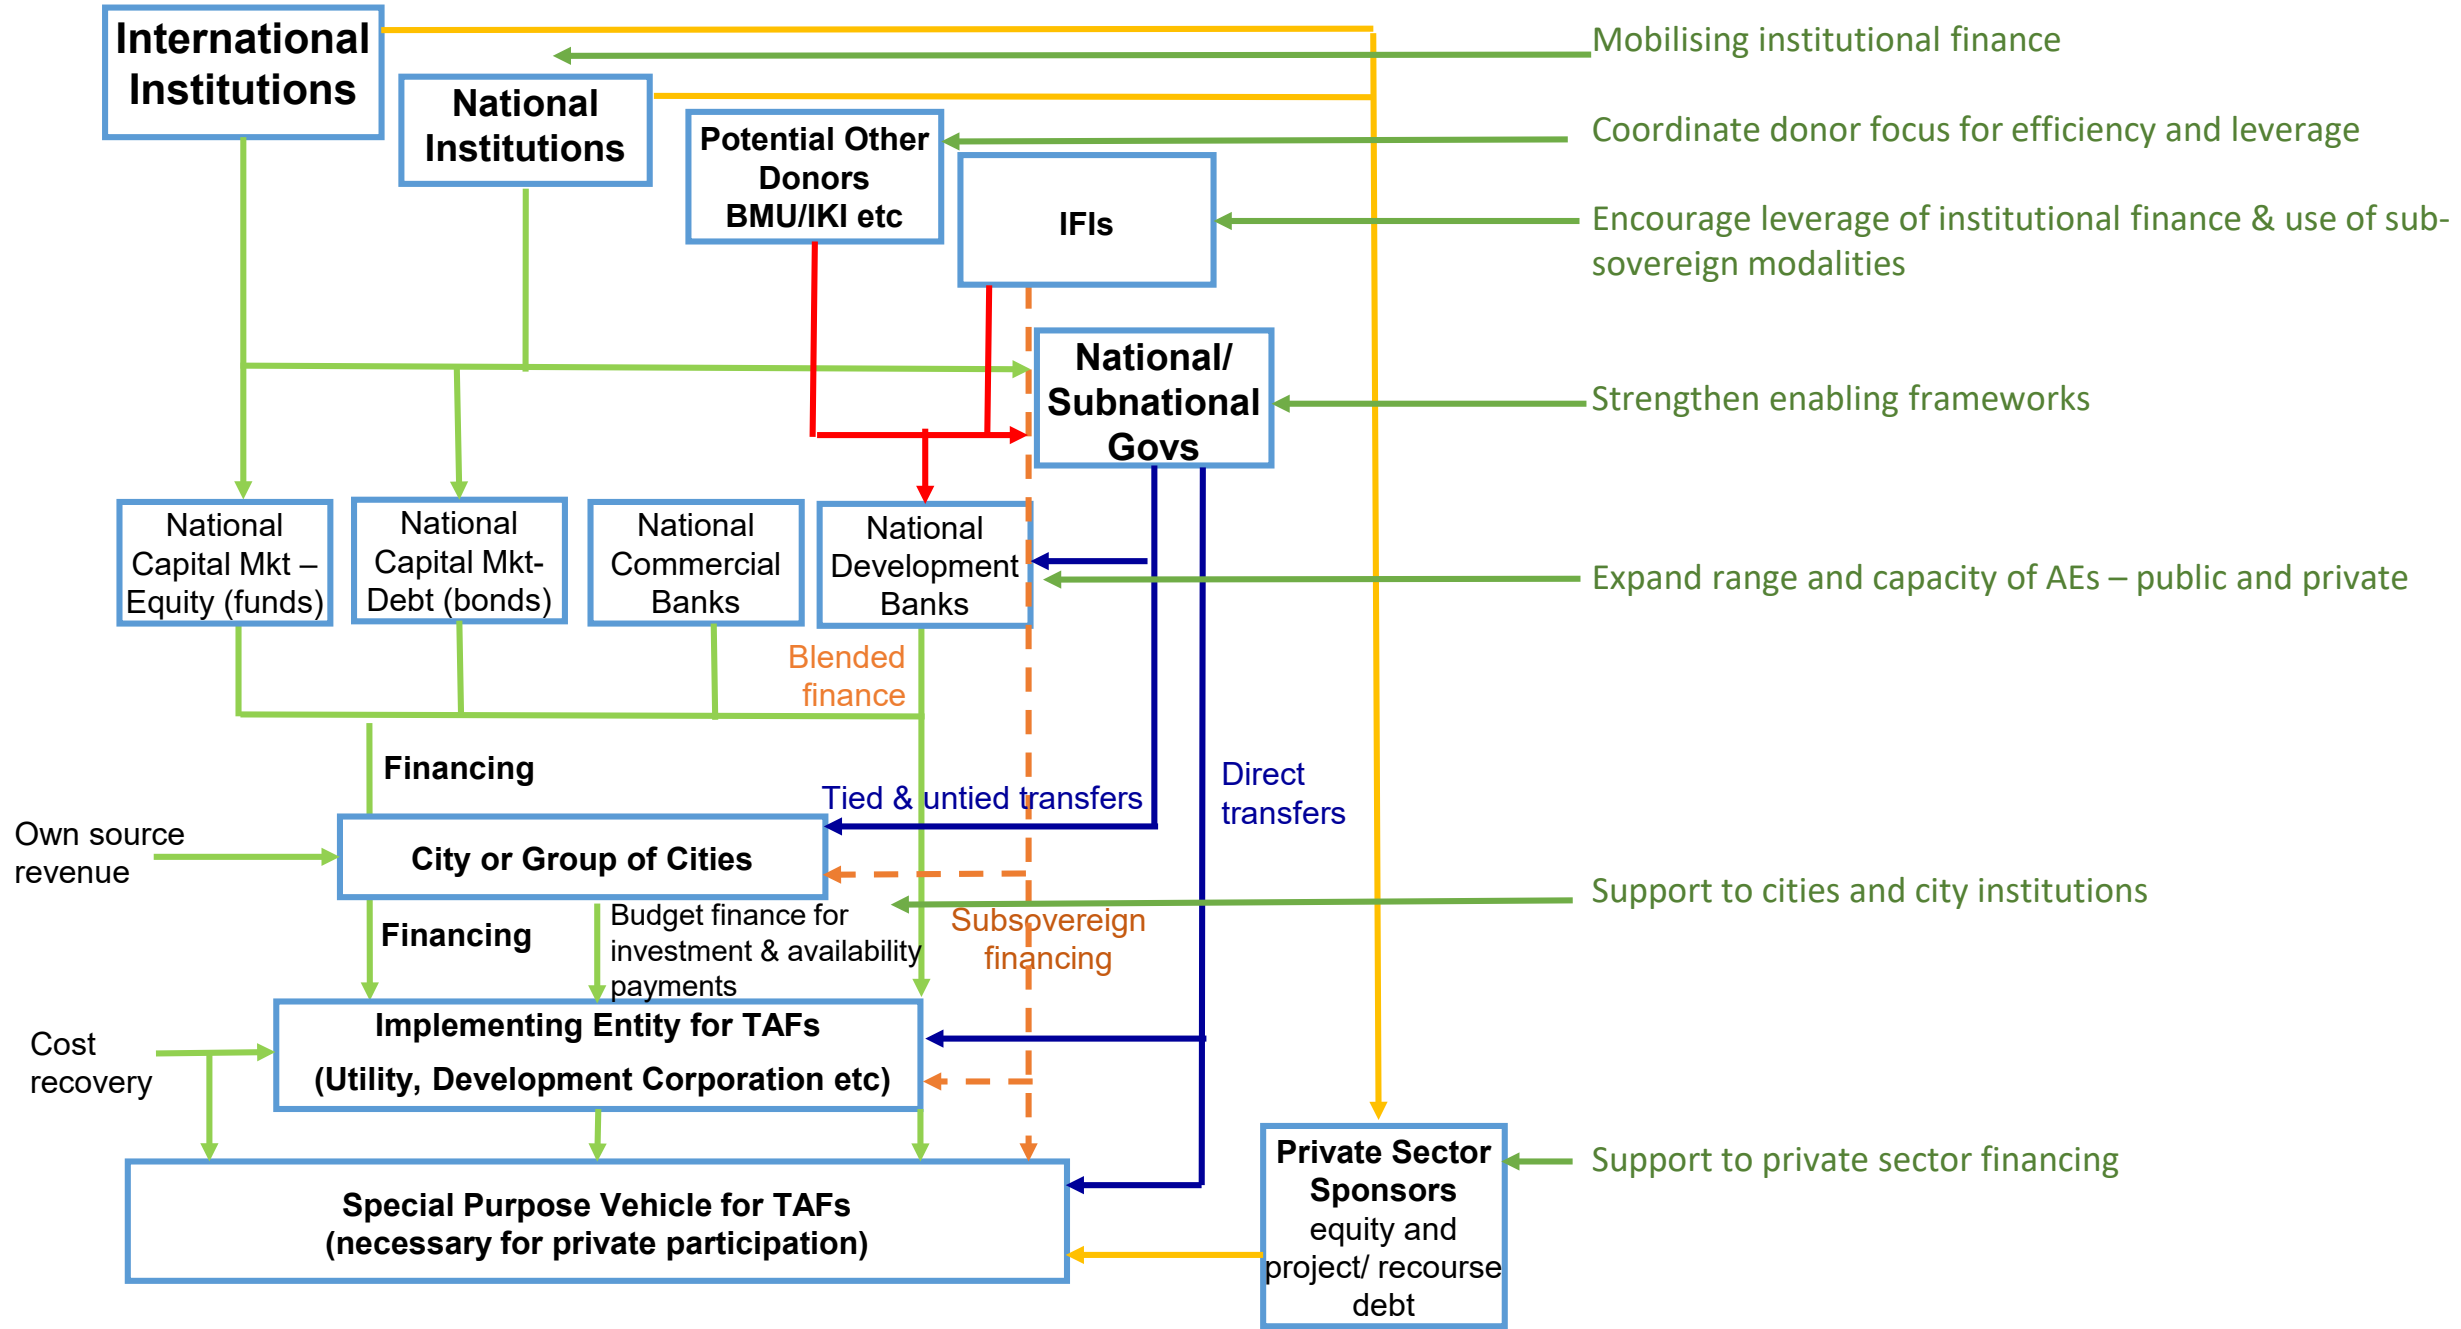 International
Institutions
National
Institutions
Potential Other
Donors
BMU/IKI etc
IFIs
Mobilising institutional finance
Coordinate donor focus for efficiency and leverage
Encourage leverage of institutional finance & use of sub-
sovereign modalities
National/
Subnational
Govs
Strengthen enabling frameworks
National
Capital Mkt –
Equity (funds)
National
Capital Mkt-
Debt (bonds)
National
Commercial
Banks
National
Development
Banks
Expand range and capacity of AEs – public and private
Blended
finance
Financing
Tied & untied transfers
Direct
transfers
Own source
revenue
City or Group of Cities
Support to cities and city institutions
Financing
Budget finance for
investment & availability
payments
Subsovereign
financing
Cost
recovery
Implementing Entity for TAFs
(Utility, Development Corporation etc)
Special Purpose Vehicle for TAFs
(necessary for private participation)
Private Sector
Sponsors
equity and
project/ recourse
debt
Support to private sector financing